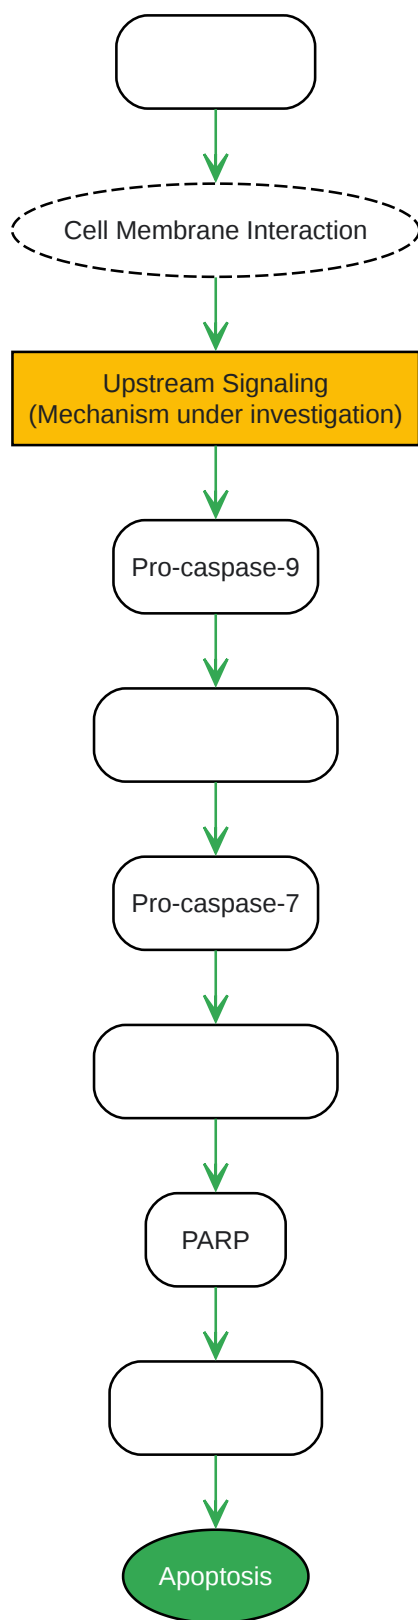 Cell Membrane Interaction
Upstream Signaling
(Mechanism under investigation)
Pro-caspase-9
Pro-caspase-7
PARP
Apoptosis